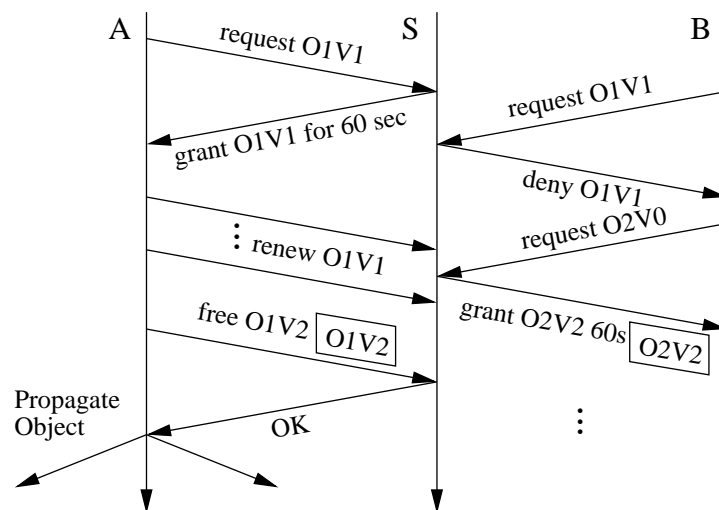 A
S
B
request O1V1
request O1V1
grant O1V1 for 60 sec
deny O1V1
request O2V0
renew O1V1
grant O2V2 60s
O2V2
free O1V2
O1V2
Propagate
Object
OK